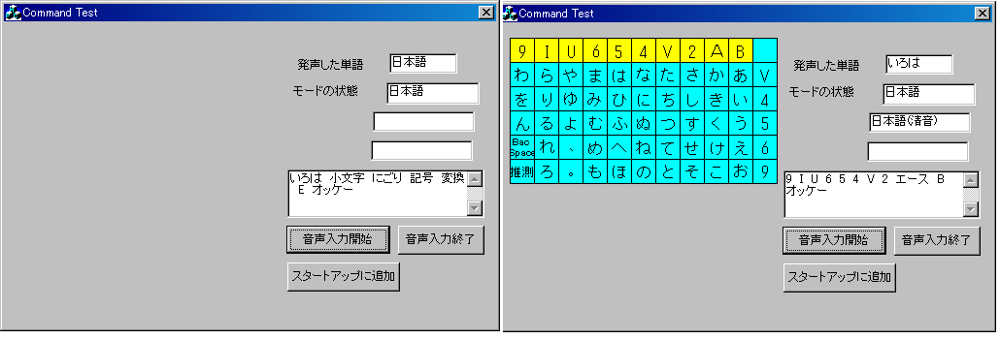 Command Test
発声した単語 日本語
モードの状態 日本語
いろは 小文字 にごり 記号 変換
E オッケー
音声入力開始 音声入力終了
スタートアップに追加
Command Test
9 I U 6 5 4 V 2 A B
わ ら や ま は な た さ か あ V
を り ゆ み ひ に ち し き い 4
ん る よ む ふ ぬ つ す く う 5
Bac Space れ 、 め へ ね て せ け え 6
推測 ろ 。 も ほ の と そ こ お 9
発声した単語 いろは
モードの状態 日本語
日本語(清音)
9 I U 6 5 4 V 2 エース B
オッケー
音声入力開始 音声入力終了
スタートアップに追加